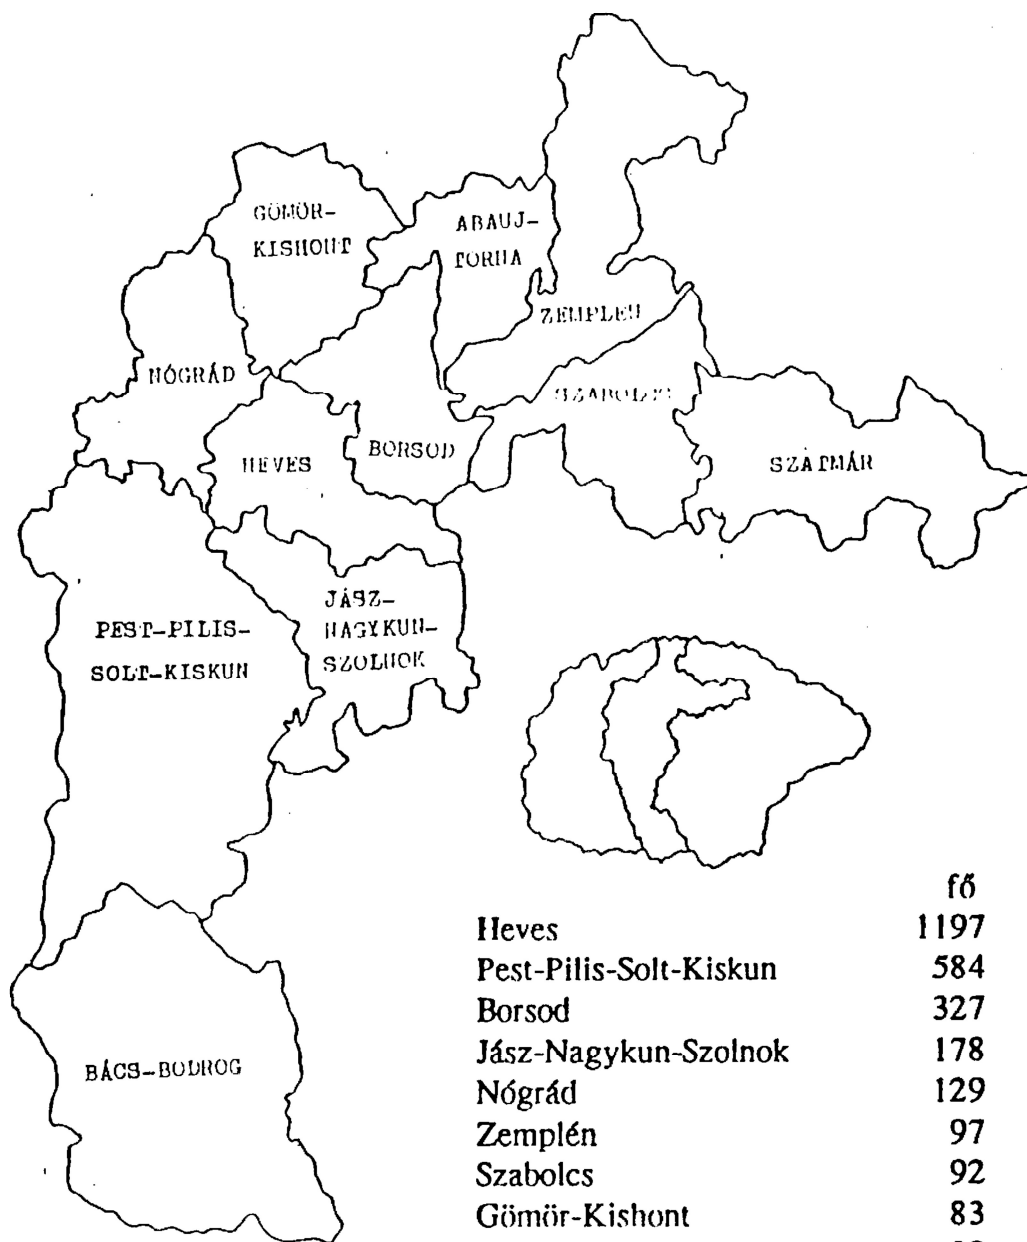 GÖMÖR-
KISHONT
ABAUJ-
TORNA
ZEMPLÉN
NÓGRÁD
SZABOLCS
HEVES
BORSOD
SZATMÁR
JÁSZ-
NAGYKUN-
SZOLNOK
PEST-PILIS-
SOLT-KISKUN
BÁCS-BODROG
fő
Heves 1197
Pest-Pilis-Solt-Kiskun 584
Borsod 327
Jász-Nagykun-Szolnok 178
Nógrád 129
Zemplén 97
Szabolcs 92
Gömör-Kishont 83